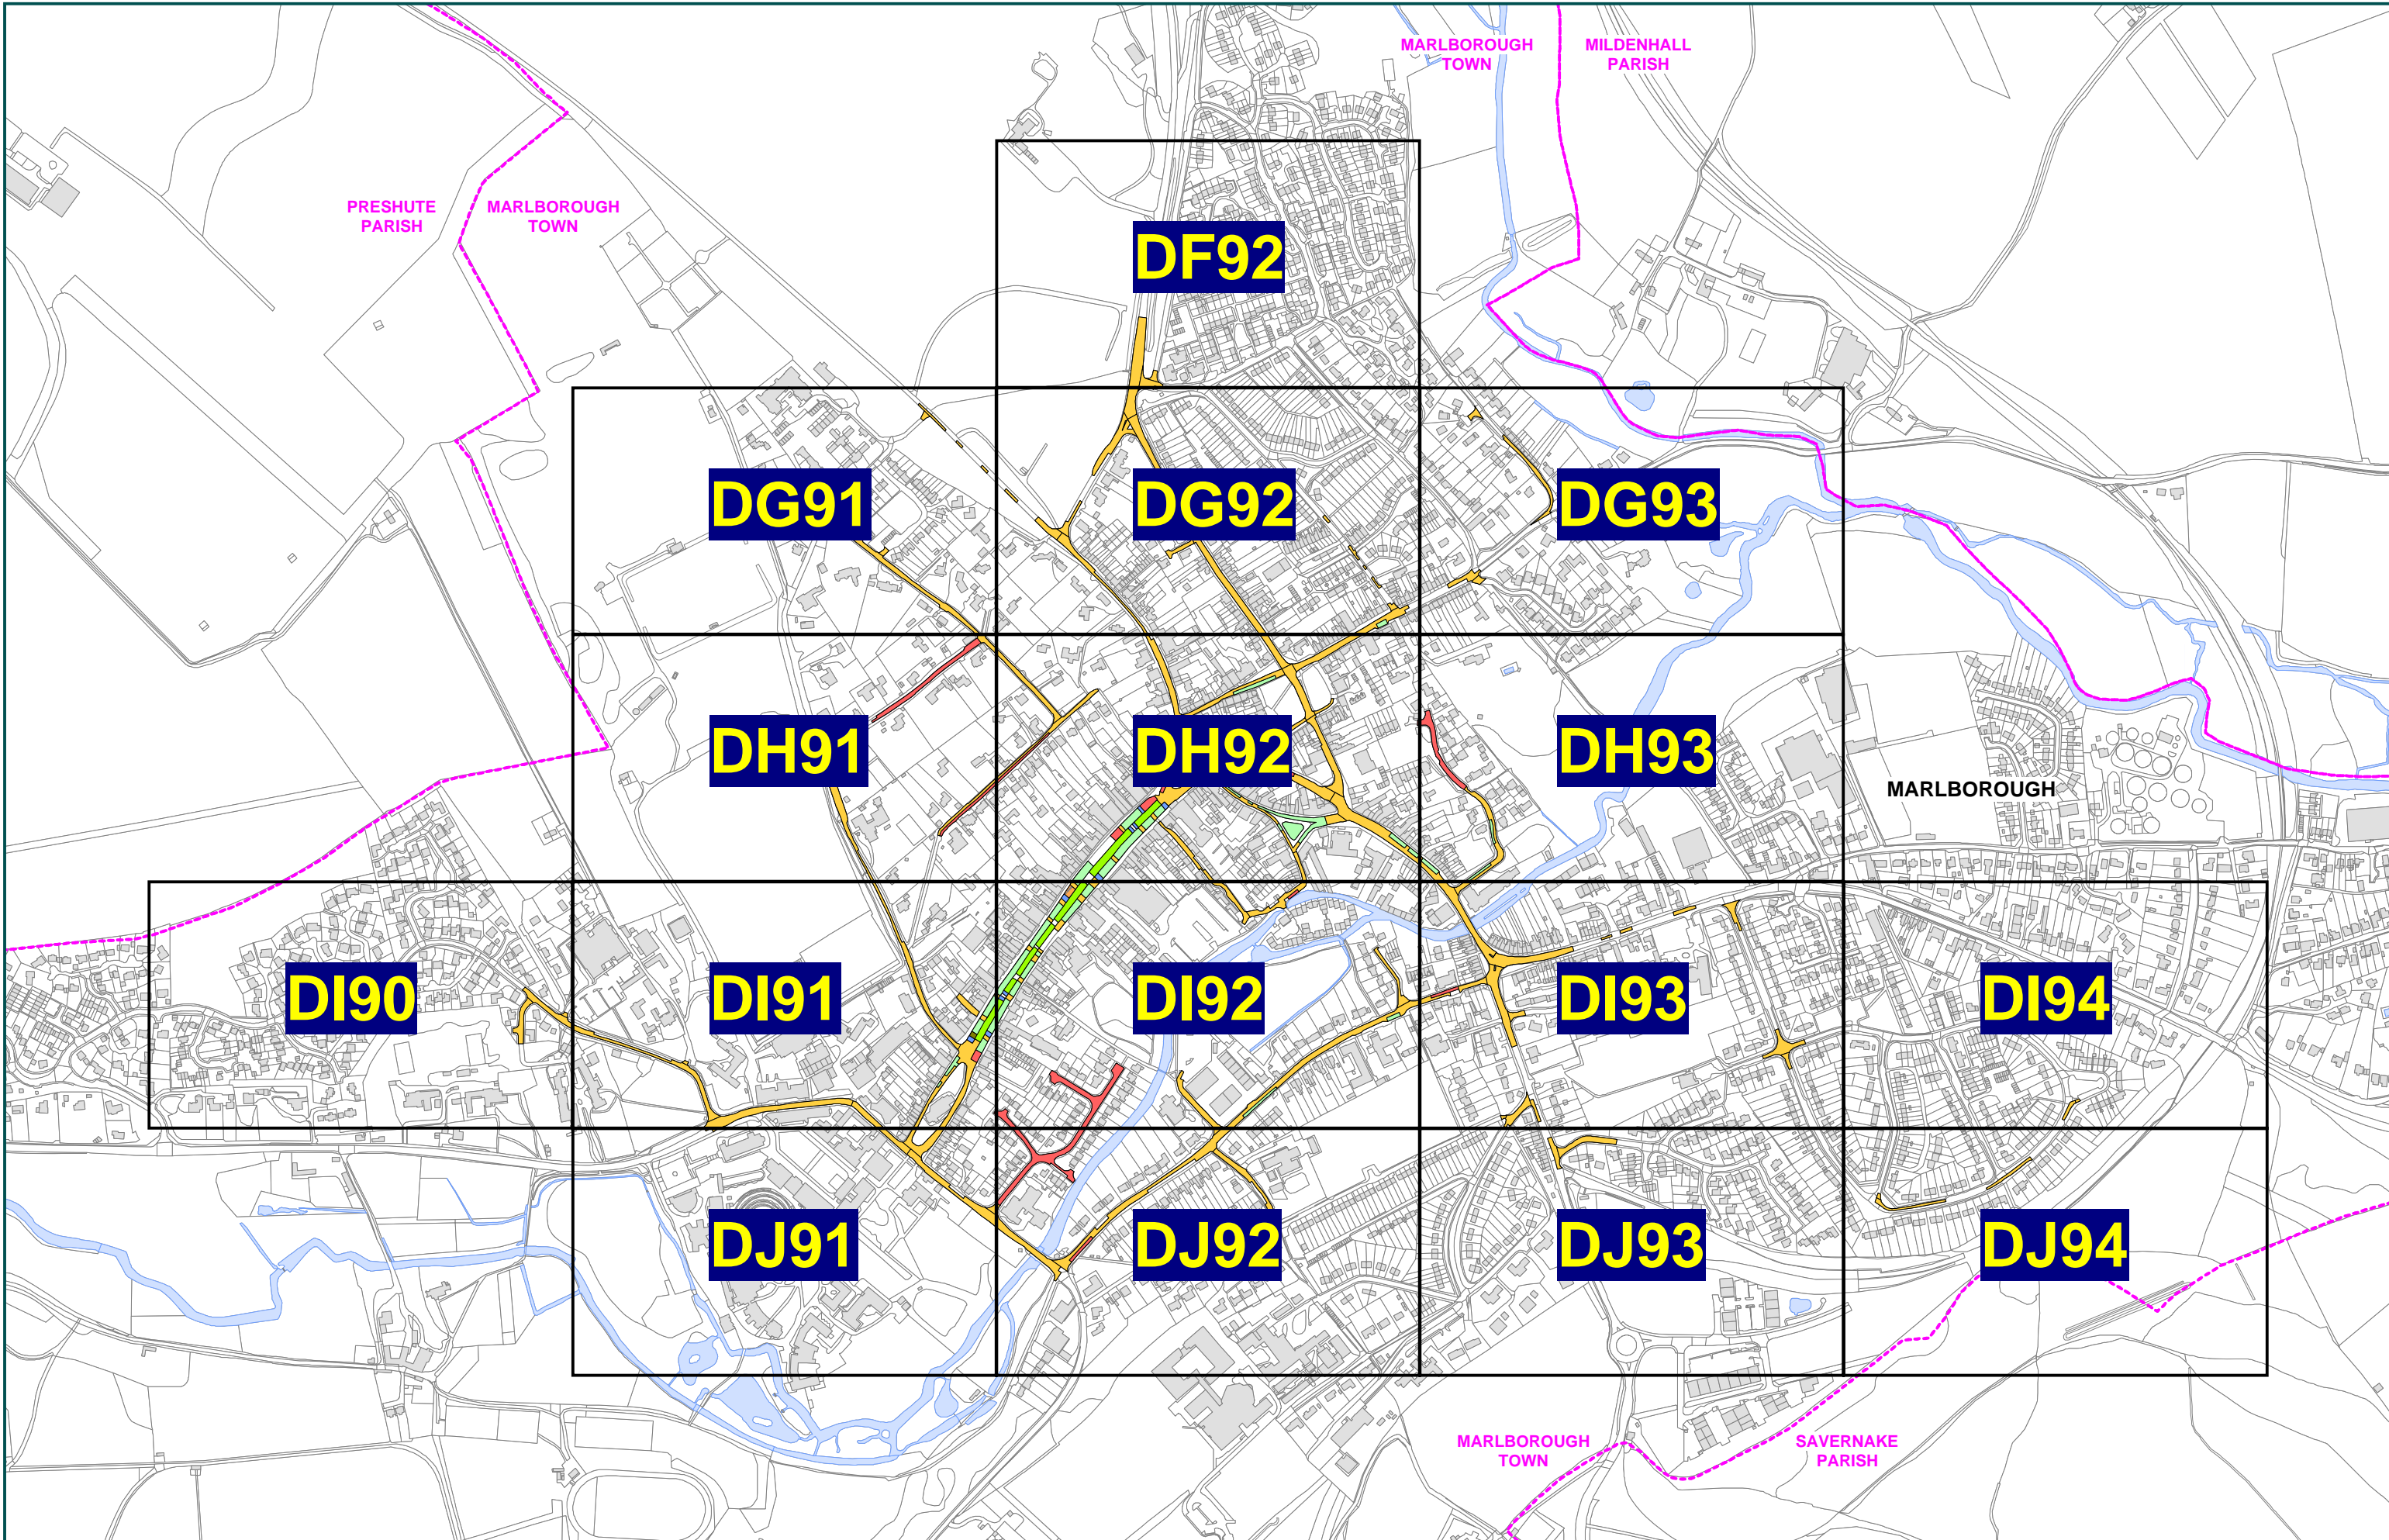 MARLBOROUGH
TOWN
MILDENHALL
PARISH
PRESHUTE
PARISH
MARLBOROUGH
TOWN
DF92
DG91
DG92
DG93
DH91
DH92
DH93
MARLBOROUGH
DI90
DI91
DI92
DI93
DI94
DJ91
DJ92
DJ93
DJ94
MARLBOROUGH
TOWN
SAVERNAKE
PARISH